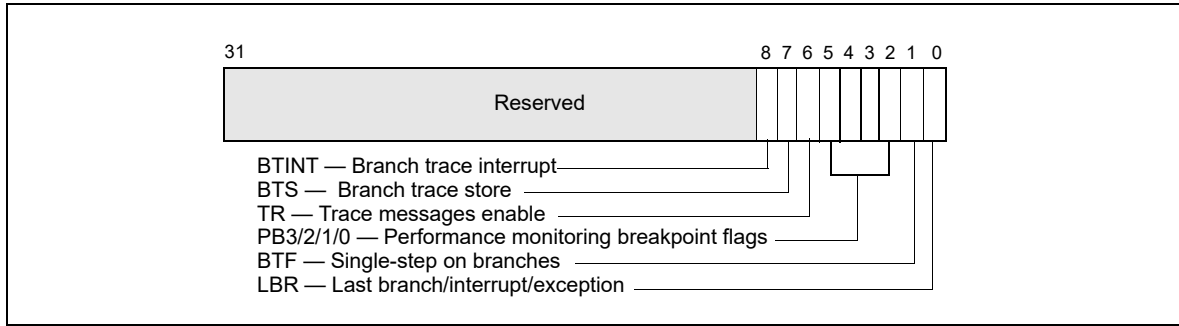 31 8 7 6 5 4 3 2 1 0
Reserved
BTINT — Branch trace interrupt
BTS — Branch trace store
TR — Trace messages enable
PB3/2/1/0 — Performance monitoring breakpoint flags
BTF — Single-step on branches
LBR — Last branch/interrupt/exception